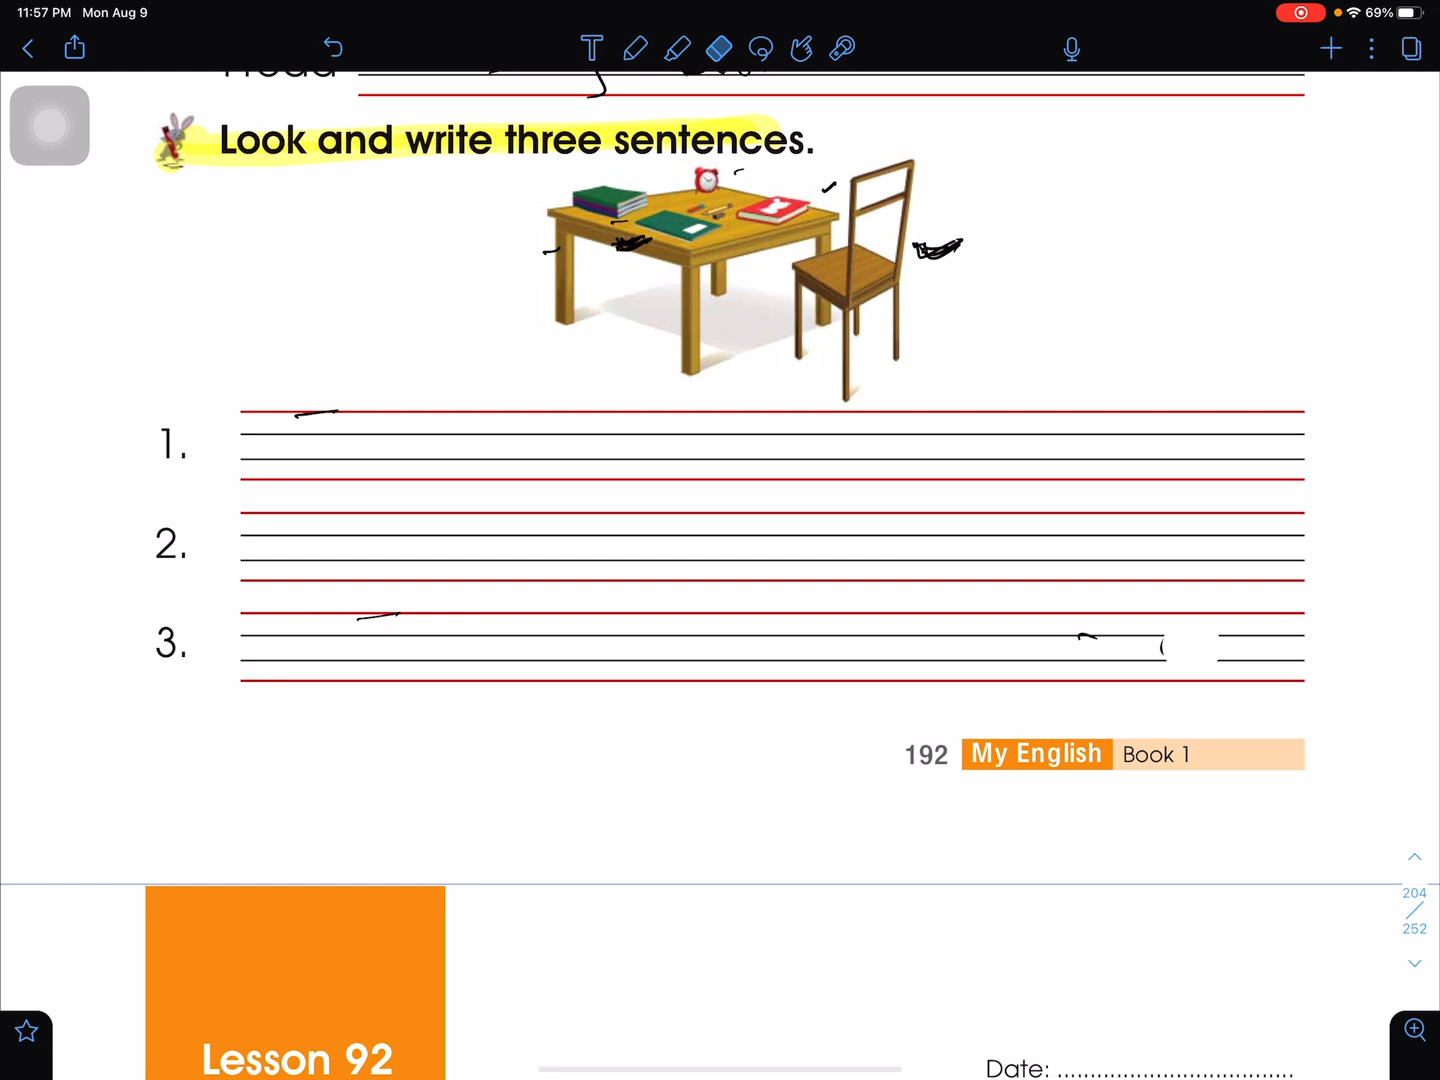 11:57 PM Mon Aug 9 69%
Look and write three sentences.
1.
2.
3.
192 My English Book 1
204
252
Lesson 92
Date: ..................................